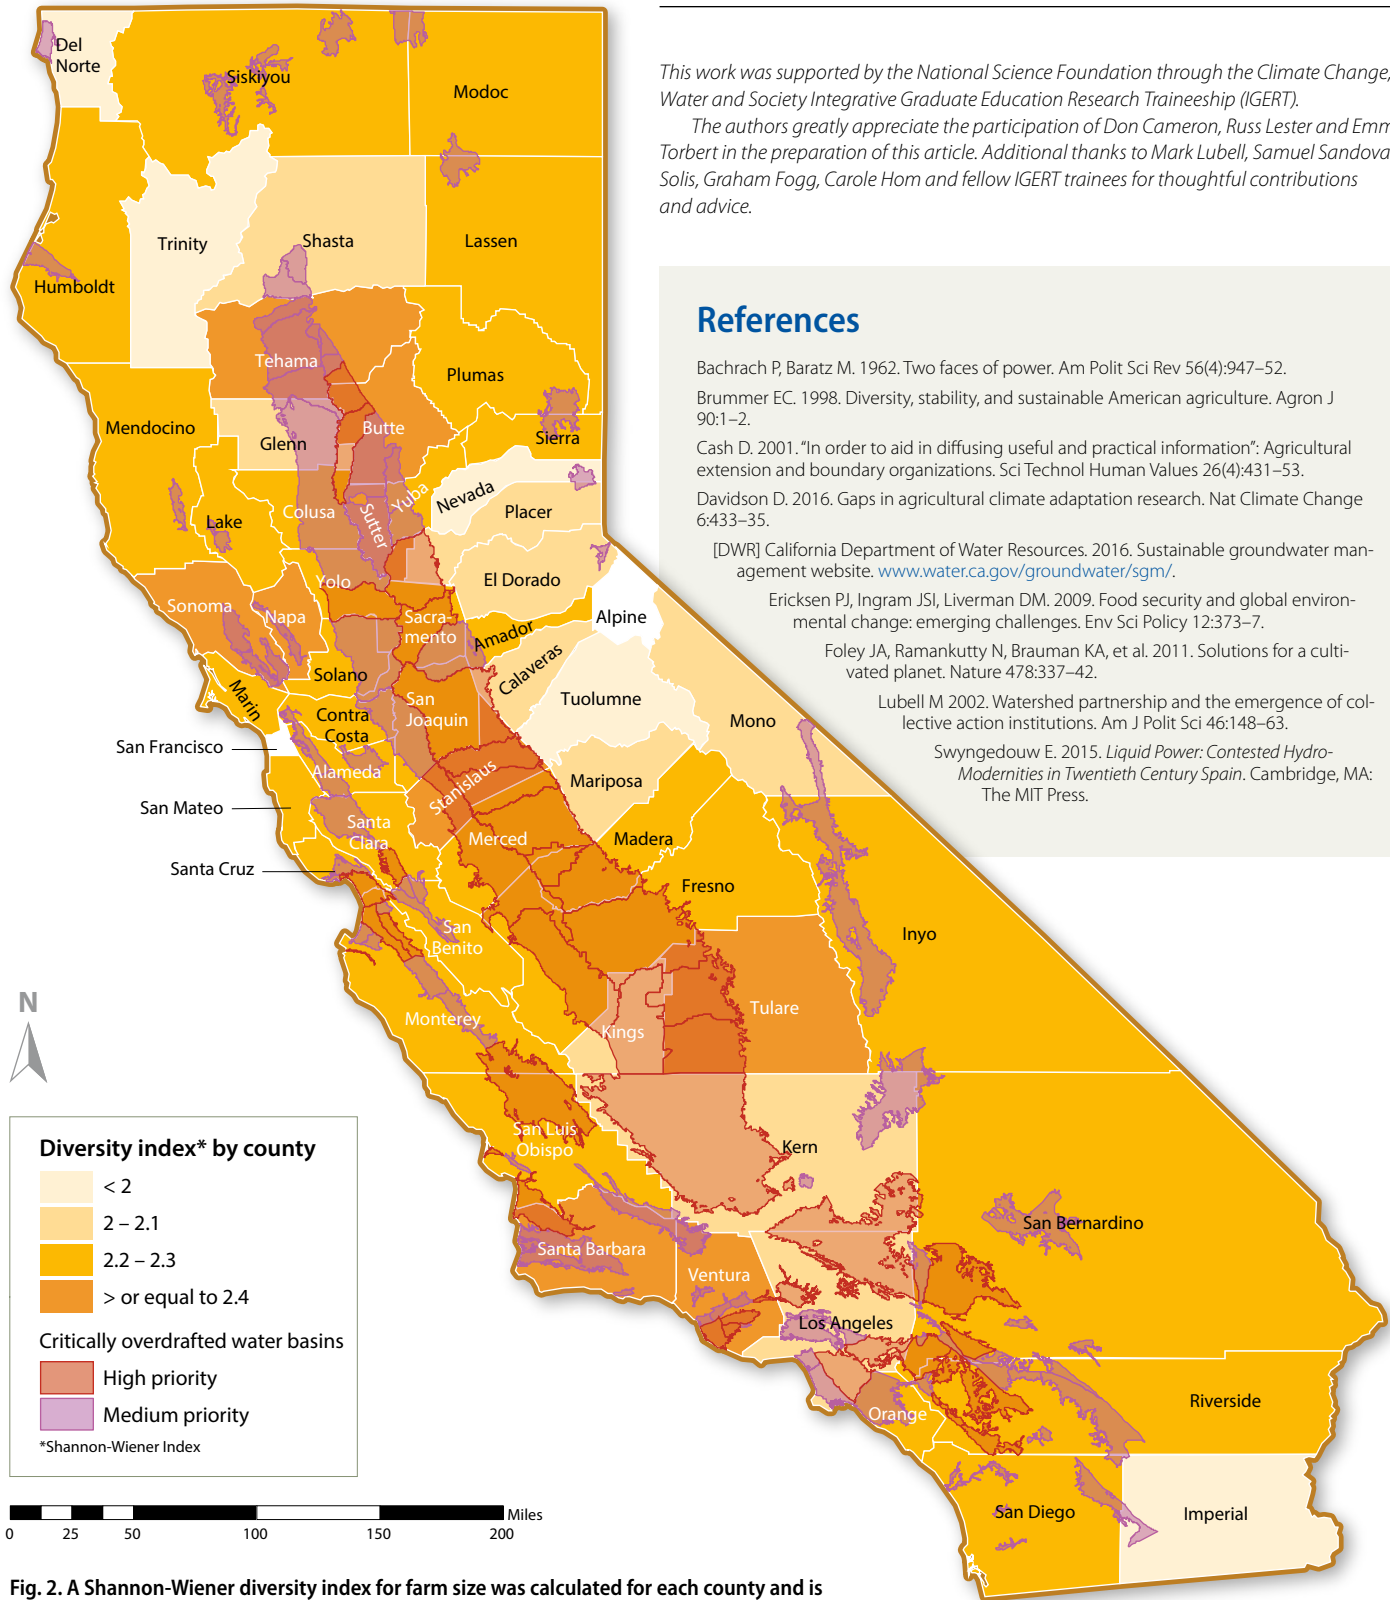 This work was supported by the National Science Foundation through the Climate Change,
Water and Society Integrative Graduate Education Research Traineeship (IGERT).
The authors greatly appreciate the participation of Don Cameron, Russ Lester and Emm
Torbert in the preparation of this article. Additional thanks to Mark Lubell, Samuel Sandova
Solis, Graham Fogg, Carole Hom and fellow IGERT trainees for thoughtful contributions
and advice.
References
Bachrach P, Baratz M. 1962. Two faces of power. Am Polit Sci Rev 56(4):947–52.
Brummer EC. 1998. Diversity, stability, and sustainable American agriculture. Agron J
90:1–2.
Cash D. 2001. “In order to aid in diffusing useful and practical information”: Agricultural
extension and boundary organizations. Sci Technol Human Values 26(4):431–53.
Davidson D. 2016. Gaps in agricultural climate adaptation research. Nat Climate Change
6:433–35.
[DWR] California Department of Water Resources. 2016. Sustainable groundwater man-
agement website. www.water.ca.gov/groundwater/sgm/.
Ericksen PJ, Ingram JSI, Liverman DM. 2009. Food security and global environ-
mental change: emerging challenges. Env Sci Policy 12:373–7.
Foley JA, Ramankutty N, Brauman KA, et al. 2011. Solutions for a culti-
vated planet. Nature 478:337–42.
Lubell M 2002. Watershed partnership and the emergence of col-
lective action institutions. Am J Polit Sci 46:148–63.
Swyngedouw E. 2015. Liquid Power: Contested Hydro-
Modernities in Twentieth Century Spain. Cambridge, MA:
The MIT Press.
Del
Norte
Siskiyou
Modoc
Trinity
Shasta
Lassen
Humboldt
Tehama
Plumas
Mendocino
Glenn
Butte
Sierra
Lake
Colusa
Sutter
Yuba
Nevada
Placer
Yolo
El Dorado
Sonoma
Napa
Sacra-
mento
Amador
Alpine
Solano
Calaveras
Marin
Contra
Costa
San
Joaquin
Tuolumne
Mono
San Francisco
Alameda
Stanislaus
Mariposa
San Mateo
Santa
Clara
Merced
Madera
Santa Cruz
Fresno
San
Benito
Inyo
Monterey
Kings
Tulare
San Luis
Obispo
Kern
San Bernardino
Santa Barbara
Ventura
Los Angeles
Orange
Riverside
San Diego
Imperial
N
Diversity index* by county
< 2
2 – 2.1
2.2 – 2.3
> or equal to 2.4
Critically overdrafted water basins
High priority
Medium priority
*Shannon-Wiener Index
Miles
0 25 50 100 150 200
Fig. 2. A Shannon-Wiener diversity index for farm size was calculated for each county and is